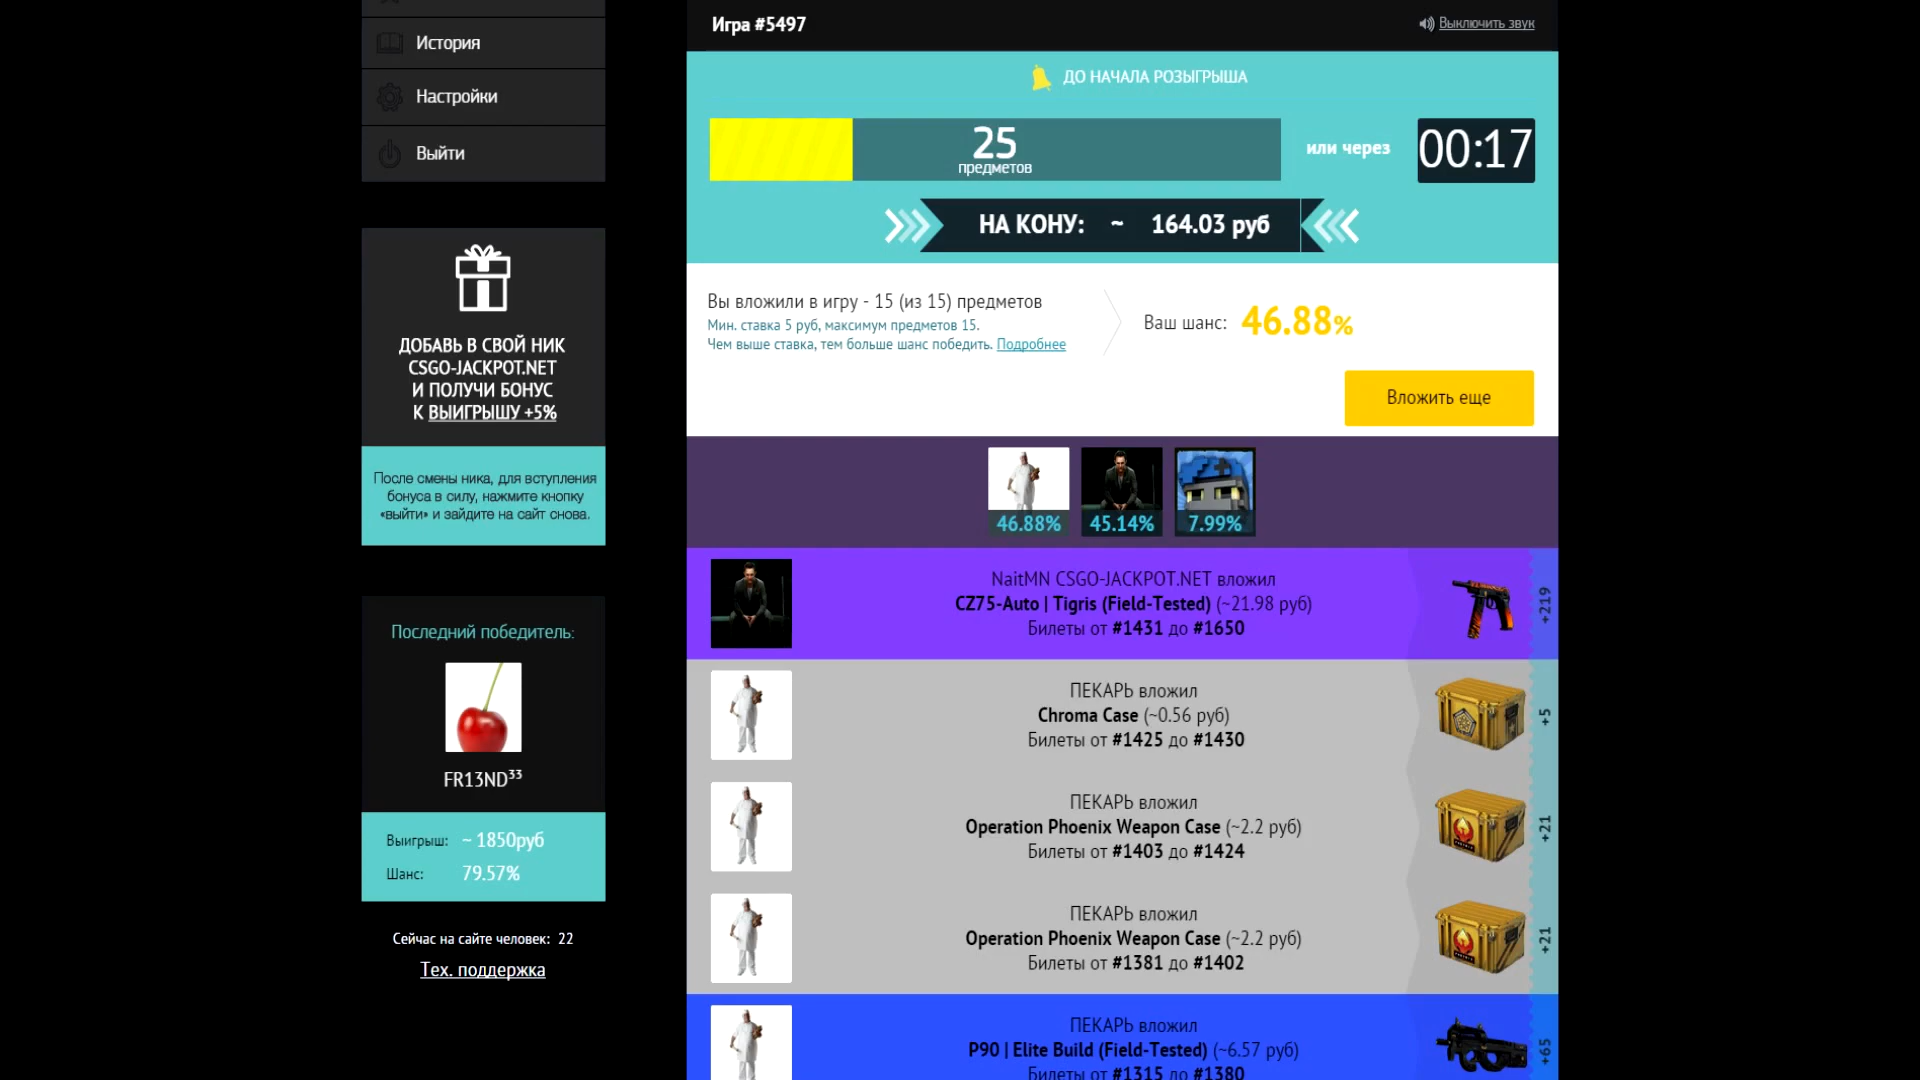 История
Настройки
Выйти
ДОБАВЬ В СВОЙ НИК
CSGO-JACKPOT.NET
И ПОЛУЧИ БОНУС
К ВЫИГРЫШУ +5%
После смены ника, для вступления
бонуса в силу, нажмите кнопку
«выйти» и зайдите на сайт снова.
Последний победитель:
FR13ND³³
Выигрыш: ~ 1850руб
Шанс: 79.57%
Сейчас на сайте человек: 22
Тех. поддержка
Игра #5497
Выключить звук
ДО НАЧАЛА РОЗЫГРЫША
25
предметов
или через
00:17
НА КОНУ: ~ 164.03 руб
Вы вложили в игру - 15 (из 15) предметов
Мин. ставка 5 руб, максимум предметов 15.
Чем выше ставка, тем больше шанс победить. Подробнее
Ваш шанс: 46.88%
Вложить еще
46.88% 45.14% 7.99%
NaitMN CSGO-JACKPOT.NET вложил
CZ75-Auto | Tigris (Field-Tested) (~21.98 руб)
Билеты от #1431 до #1650
+219
ПЕКАРЬ вложил
Chroma Case (~0.56 руб)
Билеты от #1425 до #1430
+5
ПЕКАРЬ вложил
Operation Phoenix Weapon Case (~2.2 руб)
Билеты от #1403 до #1424
+21
ПЕКАРЬ вложил
Operation Phoenix Weapon Case (~2.2 руб)
Билеты от #1381 до #1402
+21
ПЕКАРЬ вложил
P90 | Elite Build (Field-Tested) (~6.57 руб)
Билеты от #1315 до #1380
+65